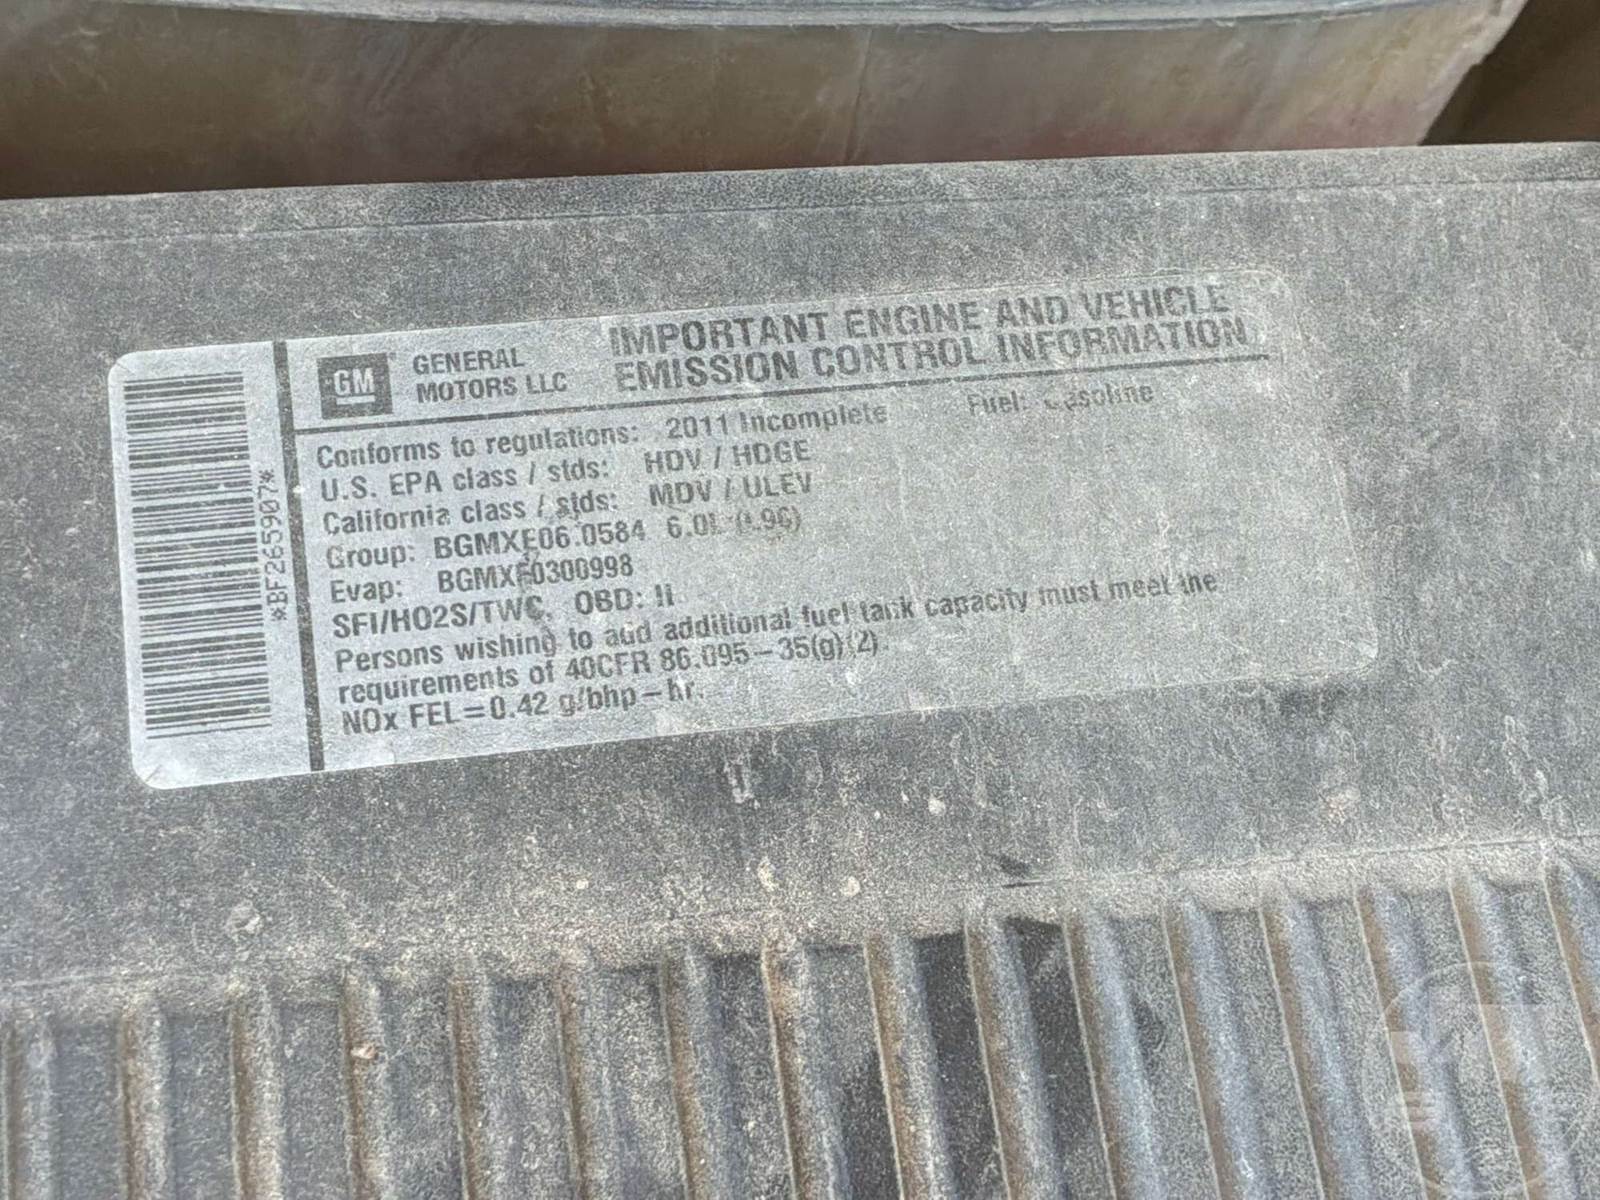 *BF265907*
GM
GENERAL
MOTORS LLC
IMPORTANT ENGINE AND VEHICLE
EMISSION CONTROL INFORMATION
Conforms to regulations: 2011 Incomplete Fuel: Gasoline
U.S. EPA class / stds: HDV / HDGE
California class / stds: MDV / ULEV
Group: BGMXE06.0584 6.0L
Evap: BGMXF0300998
SFI/HO2S/TWC, OBD: II
Persons wishing to add additional fuel tank capacity must meet the
requirements of 40CFR 86.095-35(g)(2).
NOx FEL=0.42 g/bhp-hr.